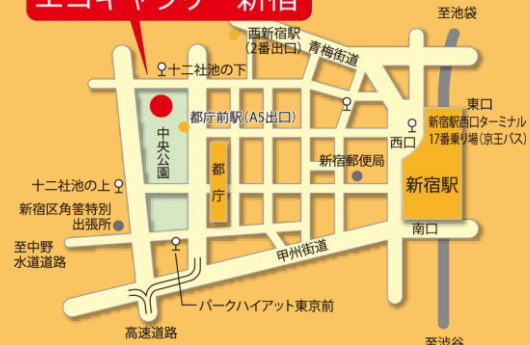 エコギャラリー新宿
至池袋
西新宿駅
(2番出口)
青梅街道
十二社池の下
東口
都庁前駅(A5出口)
新宿駅西口ターミナル
17番乗り場(京王バス)
西口
中央公園
新宿郵便局
都庁
新宿駅
十二社池の上
新宿区角筈特別
出張所
南口
至中野
水道道路
甲州街道
パークハイアット東京前
高速道路
至渋谷